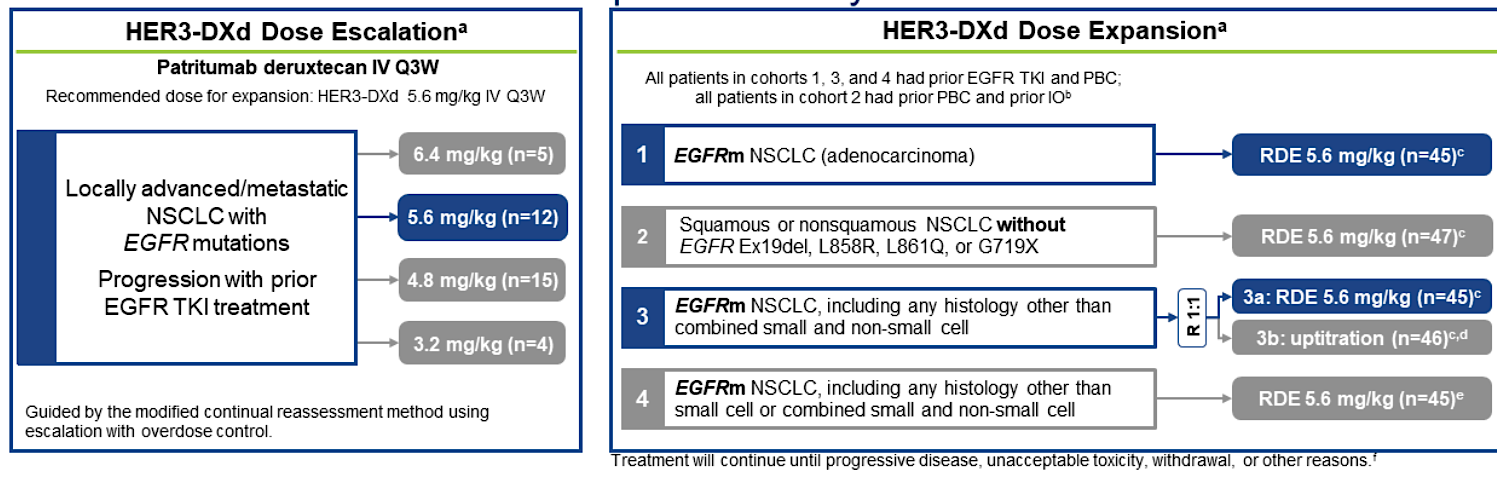 HER3-DXd Dose Escalationᵃ
Patritumab deruxtecan IV Q3W
Recommended dose for expansion: HER3-DXd 5.6 mg/kg IV Q3W
Locally advanced/metastatic
NSCLC with
EGFR mutations
Progression with prior
EGFR TKI treatment
6.4 mg/kg (n=5)
5.6 mg/kg (n=12)
4.8 mg/kg (n=15)
3.2 mg/kg (n=4)
Guided by the modified continual reassessment method using
escalation with overdose control.
HER3-DXd Dose Expansionᵃ
All patients in cohorts 1, 3, and 4 had prior EGFR TKI and PBC;
all patients in cohort 2 had prior PBC and prior IOᵇ
1
EGFRm NSCLC (adenocarcinoma)
RDE 5.6 mg/kg (n=45)ᶜ
2
Squamous or nonsquamous NSCLC without
EGFR Ex19del, L858R, L861Q, or G719X
RDE 5.6 mg/kg (n=47)ᶜ
3
EGFRm NSCLC, including any histology other than
combined small and non-small cell
R 1:1
3a: RDE 5.6 mg/kg (n=45)ᶜ
3b: uptitration (n=46)ᶜ,ᵈ
4
EGFRm NSCLC, including any histology other than
small cell or combined small and non-small cell
RDE 5.6 mg/kg (n=45)ᵉ
Treatment will continue until progressive disease, unacceptable toxicity, withdrawal, or other reasons.ᶠ